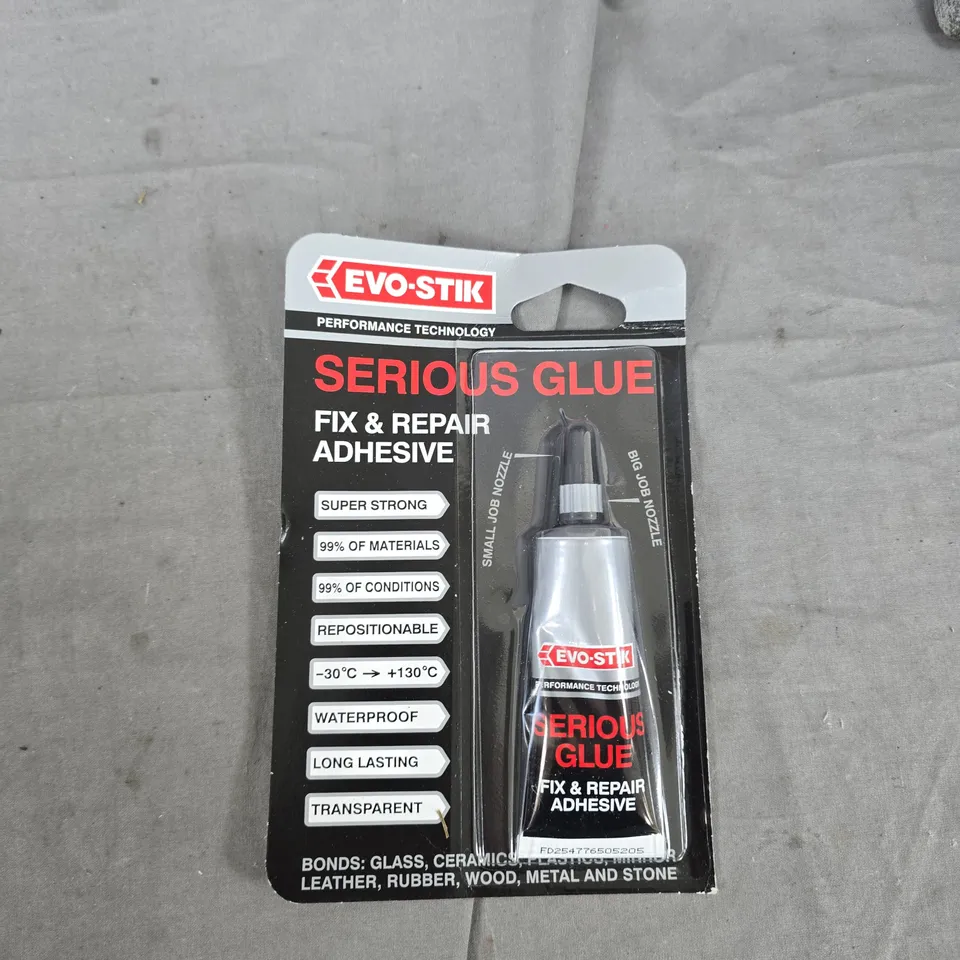 EVO-STIK
PERFORMANCE TECHNOLOGY
SERIOUS GLUE
FIX & REPAIR
ADHESIVE
SMALL JOB NOZZLE
BIG JOB NOZZLE
SUPER STRONG
99% OF MATERIALS
99% OF CONDITIONS
REPOSITIONABLE
-30°C → +130°C
WATERPROOF
LONG LASTING
TRANSPARENT
EVO-STIK
PERFORMANCE TECHNOLOGY
SERIOUS
GLUE
FIX & REPAIR
ADHESIVE
FD254776505205
BONDS: GLASS, CERAMICS, PLASTICS, MIRROR
LEATHER, RUBBER, WOOD, METAL AND STONE